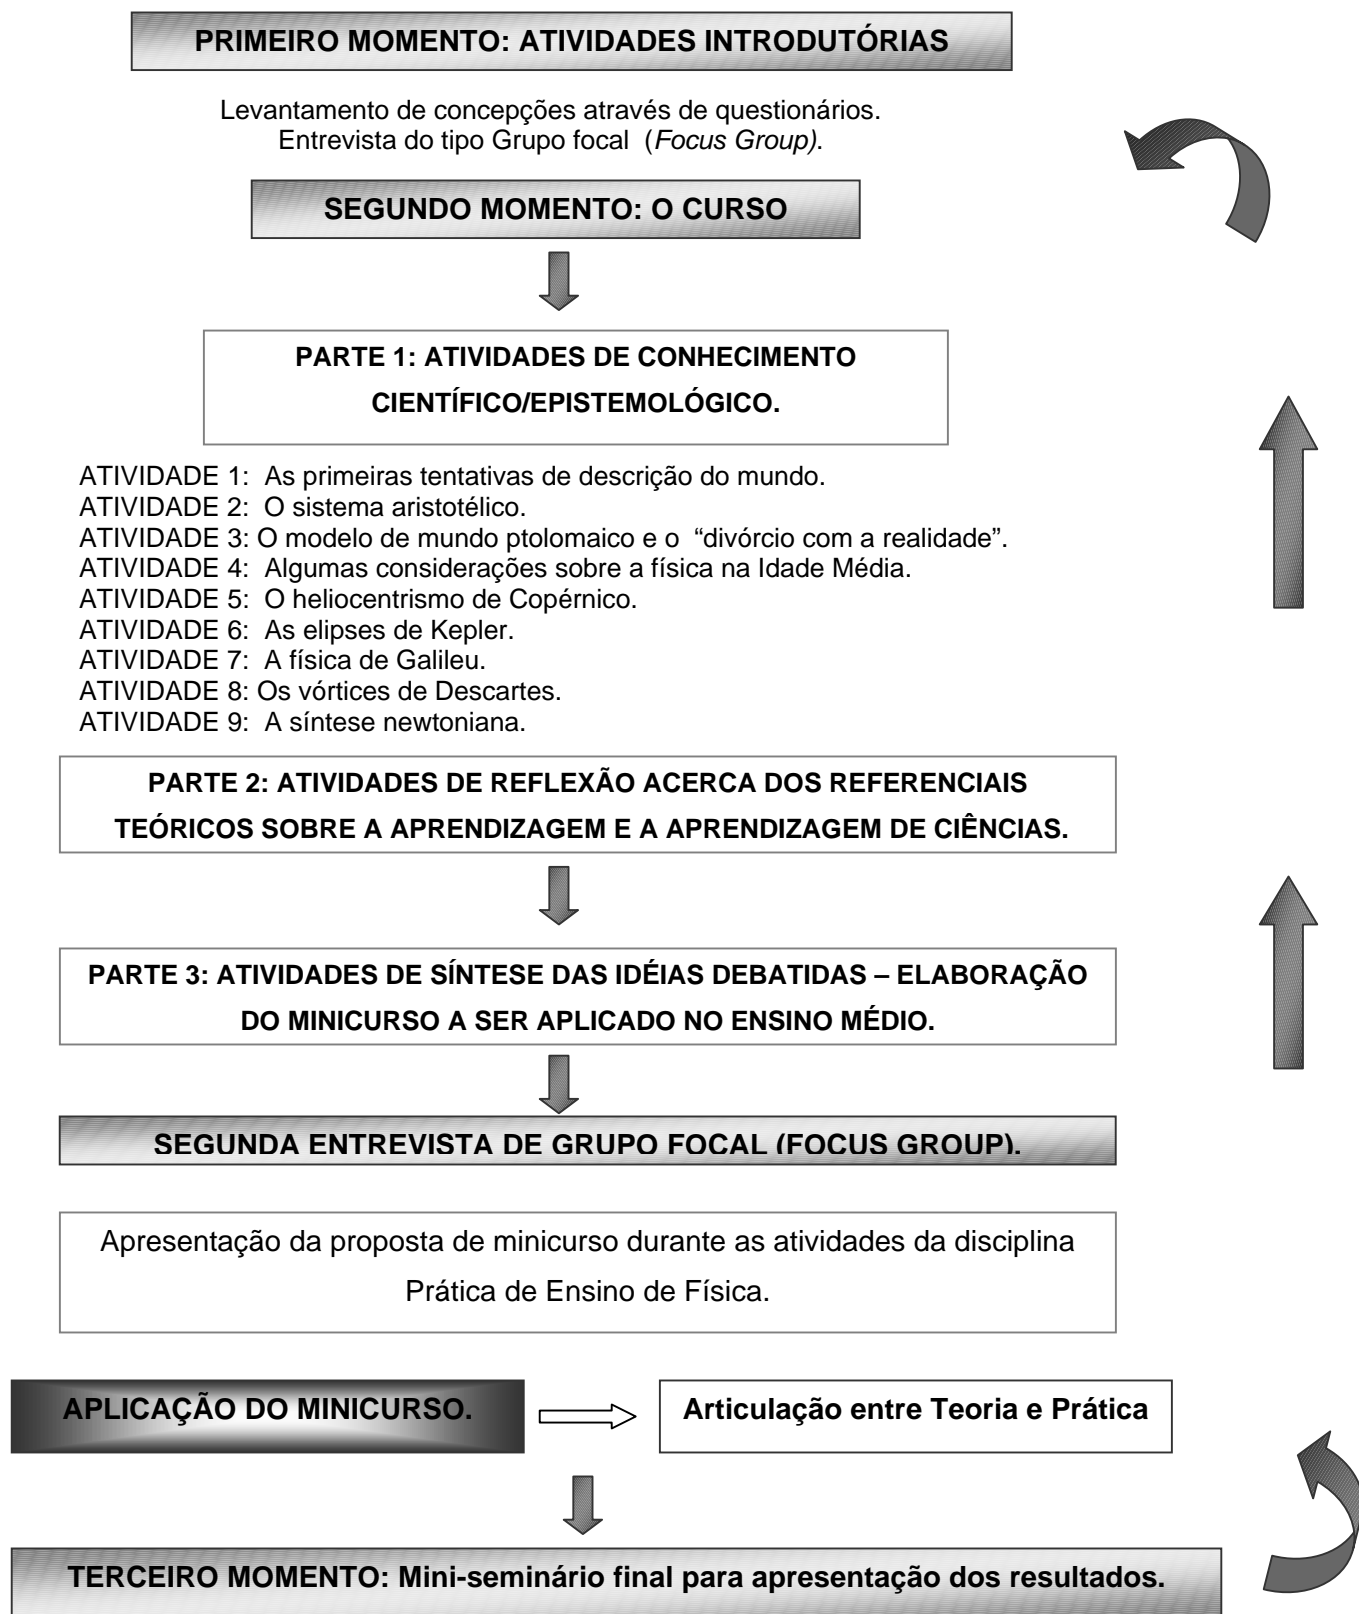 PRIMEIRO MOMENTO: ATIVIDADES INTRODUTÓRIAS
Levantamento de concepções através de questionários.
Entrevista do tipo Grupo focal (Focus Group).
SEGUNDO MOMENTO: O CURSO
PARTE 1: ATIVIDADES DE CONHECIMENTO
CIENTÍFICO/EPISTEMOLÓGICO.
ATIVIDADE 1: As primeiras tentativas de descrição do mundo.
ATIVIDADE 2: O sistema aristotélico.
ATIVIDADE 3: O modelo de mundo ptolomaico e o “divórcio com a realidade”.
ATIVIDADE 4: Algumas considerações sobre a física na Idade Média.
ATIVIDADE 5: O heliocentrismo de Copérnico.
ATIVIDADE 6: As elipses de Kepler.
ATIVIDADE 7: A física de Galileu.
ATIVIDADE 8: Os vórtices de Descartes.
ATIVIDADE 9: A síntese newtoniana.
PARTE 2: ATIVIDADES DE REFLEXÃO ACERCA DOS REFERENCIAIS
TEÓRICOS SOBRE A APRENDIZAGEM E A APRENDIZAGEM DE CIÊNCIAS.
PARTE 3: ATIVIDADES DE SÍNTESE DAS IDÉIAS DEBATIDAS – ELABORAÇÃO
DO MINICURSO A SER APLICADO NO ENSINO MÉDIO.
SEGUNDA ENTREVISTA DE GRUPO FOCAL (FOCUS GROUP).
Apresentação da proposta de minicurso durante as atividades da disciplina
Prática de Ensino de Física.
APLICAÇÃO DO MINICURSO.
Articulação entre Teoria e Prática
TERCEIRO MOMENTO: Mini-seminário final para apresentação dos resultados.